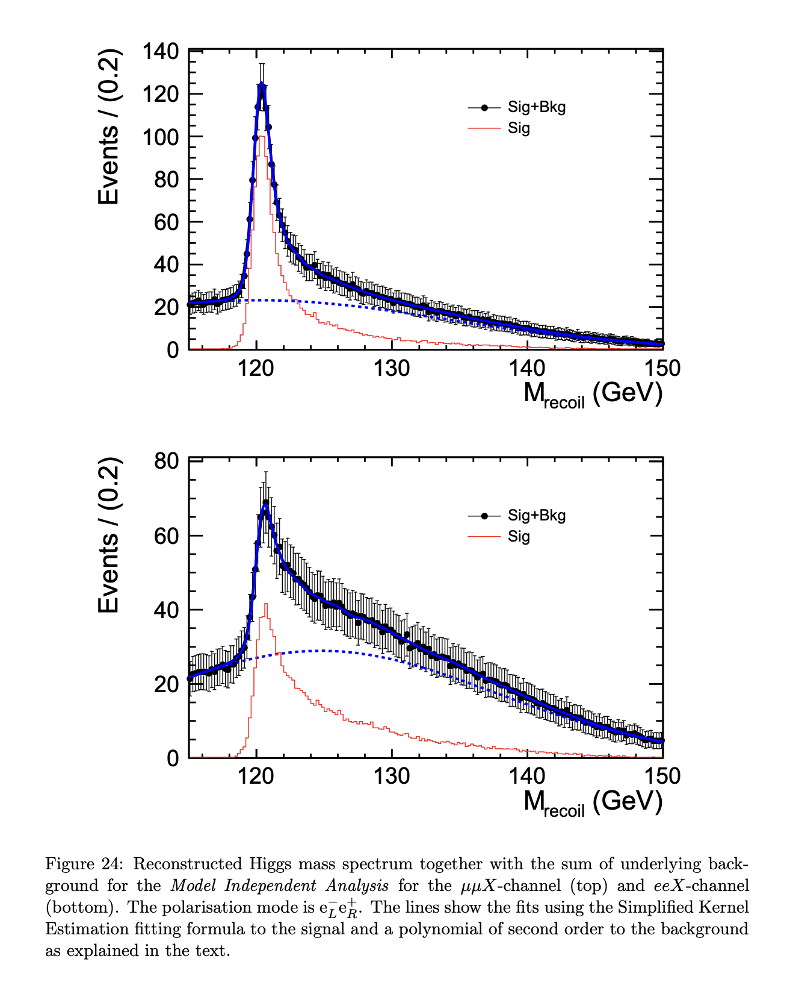 Events / (0.2)
140
120
100
80
60
40
20
0
Sig+Bkg
Sig
120 130 140 150
M_recoil (GeV)
Events / (0.2)
80
60
40
20
0
Sig+Bkg
Sig
120 130 140 150
M_recoil (GeV)
Figure 24: Reconstructed Higgs mass spectrum together with the sum of underlying back-
ground for the Model Independent Analysis for the μμX-channel (top) and eeX-channel
(bottom). The polarisation mode is e⁻_L e⁺_R. The lines show the fits using the Simplified Kernel
Estimation fitting formula to the signal and a polynomial of second order to the background
as explained in the text.